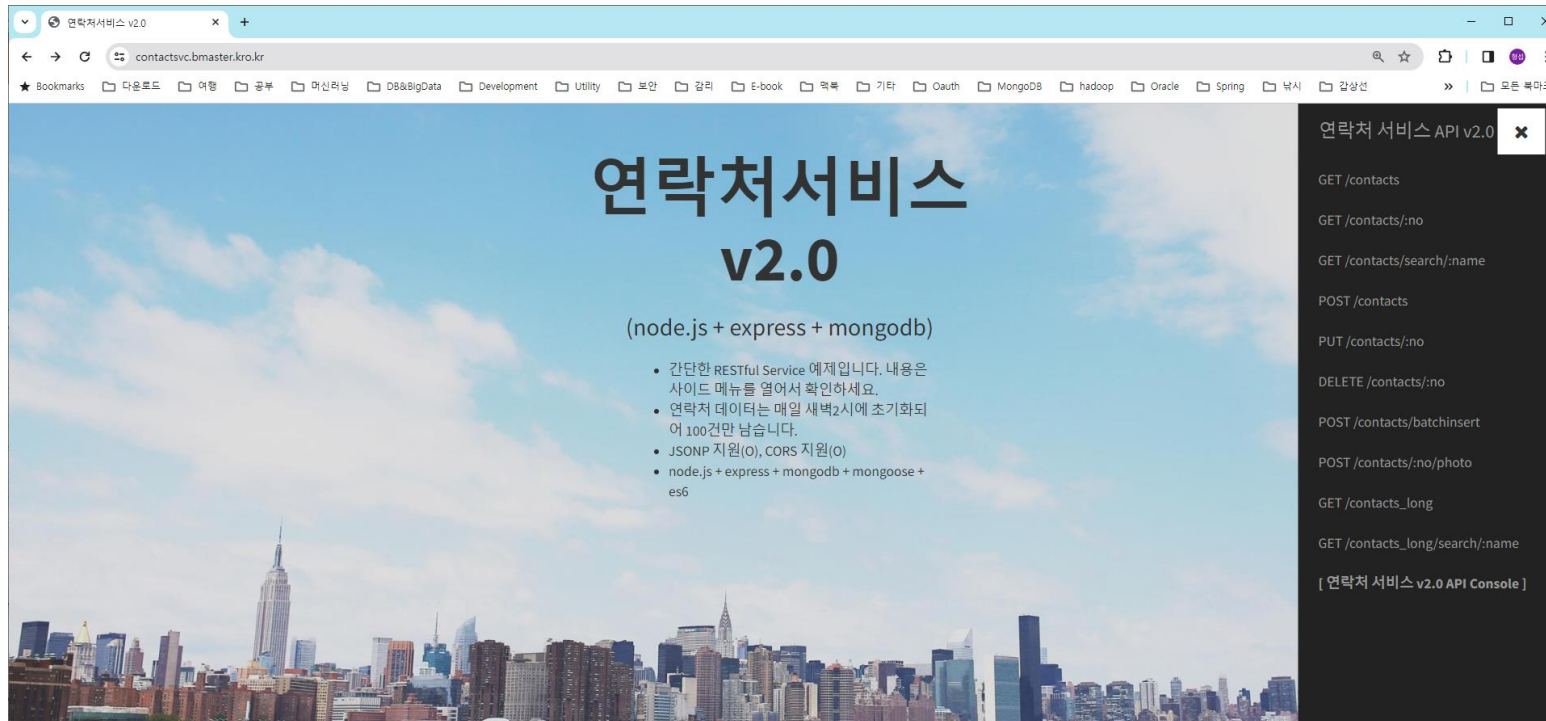 연락처서비스 v2.0
contactsvc.bmaster.kro.kr
Bookmarks 다운로드 여행 공부 머신러닝 DB&BigData Development Utility 보안 감리 E-book 맥북 기타 Oauth MongoDB hadoop Oracle Spring 낚시 갑상선 » 모든 북마크
연락처서비스
v2.0
(node.js + express + mongodb)
• 간단한 RESTful Service 예제입니다. 내용은
사이드 메뉴를 열어서 확인하세요.
• 연락처 데이터는 매일 새벽2시에 초기화되
어 100건만 남습니다.
• JSONP 지원(O), CORS 지원(O)
• node.js + express + mongodb + mongoose +
es6
연락처 서비스 API v2.0
GET /contacts
GET /contacts/:no
GET /contacts/search/:name
POST /contacts
PUT /contacts/:no
DELETE /contacts/:no
POST /contacts/batchinsert
POST /contacts/:no/photo
GET /contacts_long
GET /contacts_long/search/:name
[ 연락처 서비스 v2.0 API Console ]